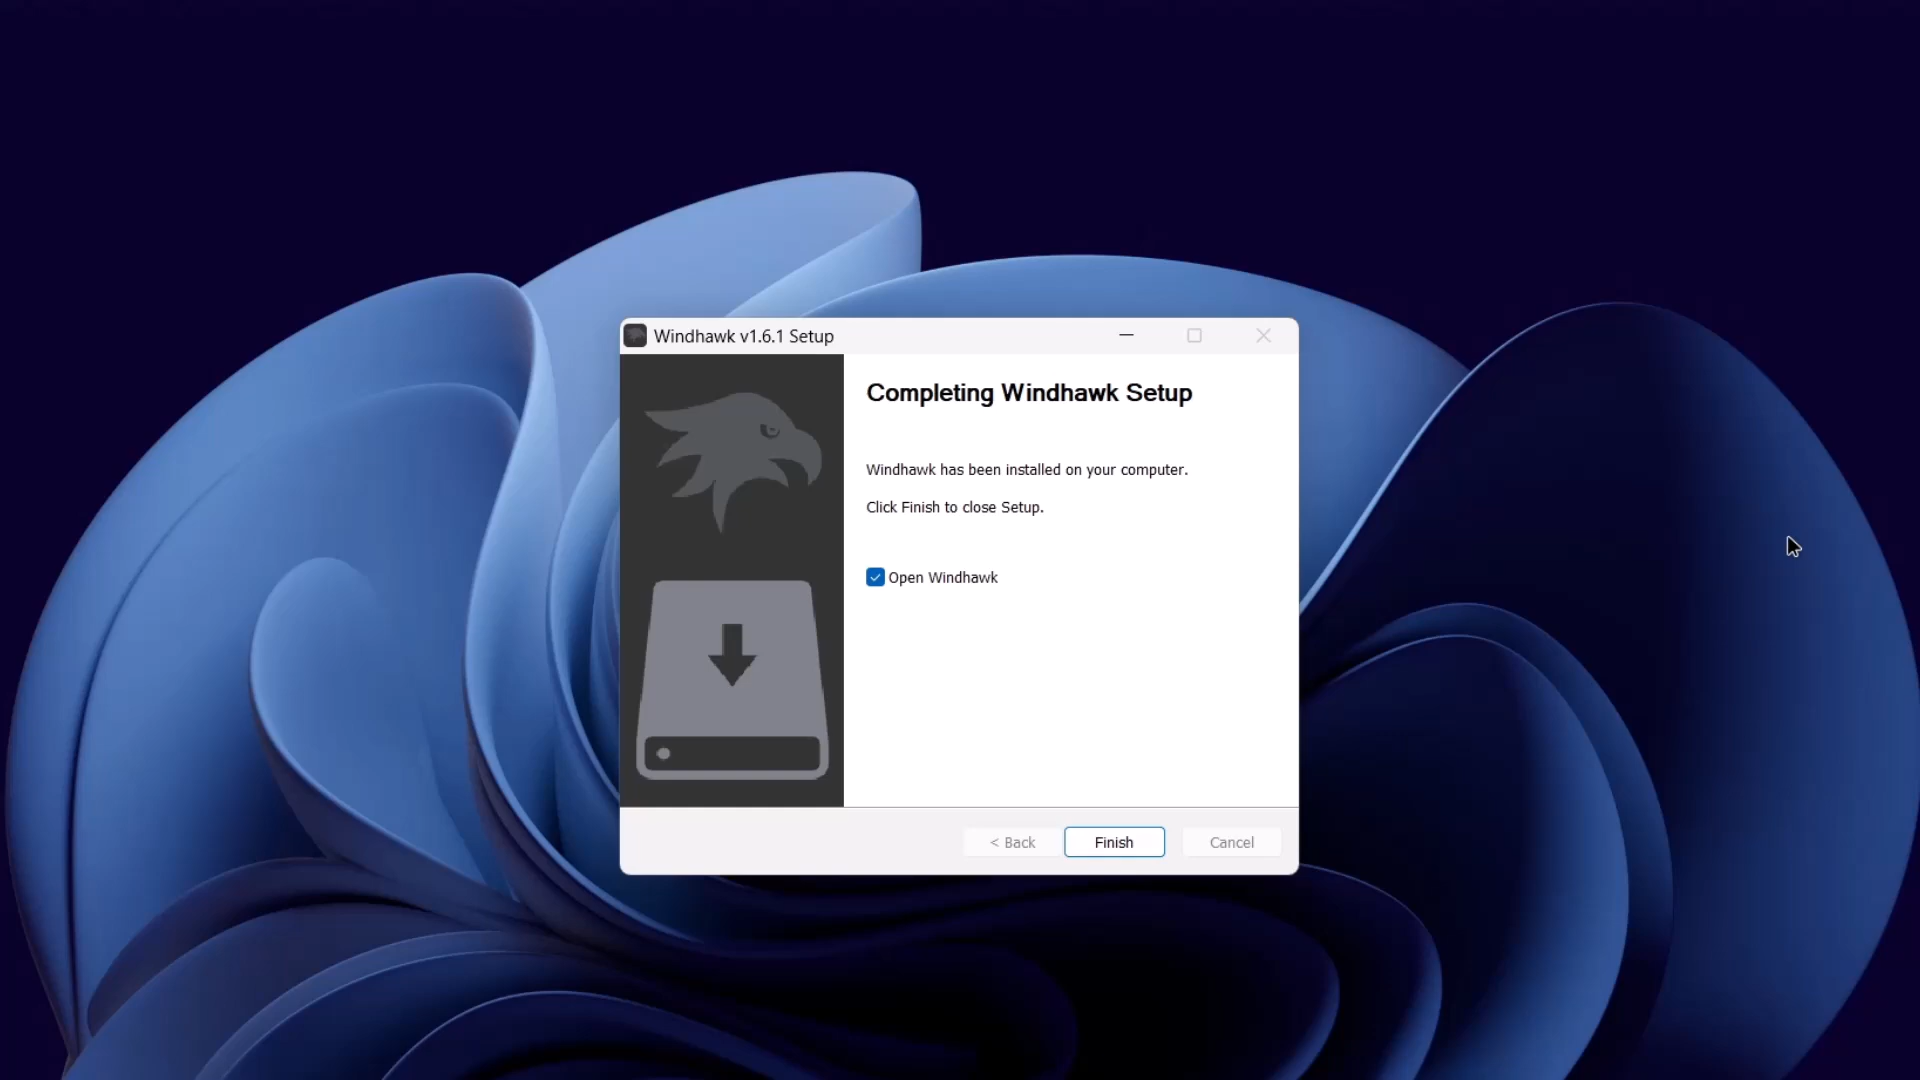 Windhawk v1.6.1 Setup
Completing Windhawk Setup
Windhawk has been installed on your computer.
Click Finish to close Setup.
Open Windhawk
< Back
Finish
Cancel